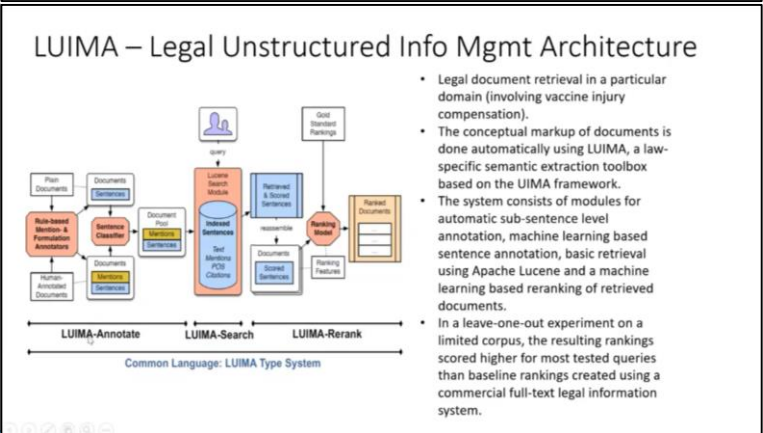 LUIMA – Legal Unstructured Info Mgmt Architecture
query
Gold
Standard
Rankings
Plain
Documents
Documents
Sentences
Rule-based
Mention- &
Formulation
Annotators
Sentence
Classifier
Document
Pool
Mentions
Sentences
Human-
Annotated
Documents
Documents
Mentions
Sentences
Lucene
Search
Module
Indexed
Sentences
Text
Mentions
POS
Citations
Retrieved
& Scored
Sentences
reassemble
Documents
Scored
Sentences
Ranking
Model
Ranking
Features
Ranked
Documents
...
...
...
LUIMA-Annotate
LUIMA-Search
LUIMA-Rerank
Common Language: LUIMA Type System
• Legal document retrieval in a particular
domain (involving vaccine injury
compensation).
• The conceptual markup of documents is
done automatically using LUIMA, a law-
specific semantic extraction toolbox
based on the UIMA framework.
• The system consists of modules for
automatic sub-sentence level
annotation, machine learning based
sentence annotation, basic retrieval
using Apache Lucene and a machine
learning based reranking of retrieved
documents.
• In a leave-one-out experiment on a
limited corpus, the resulting rankings
scored higher for most tested queries
than baseline rankings created using a
commercial full-text legal information
system.